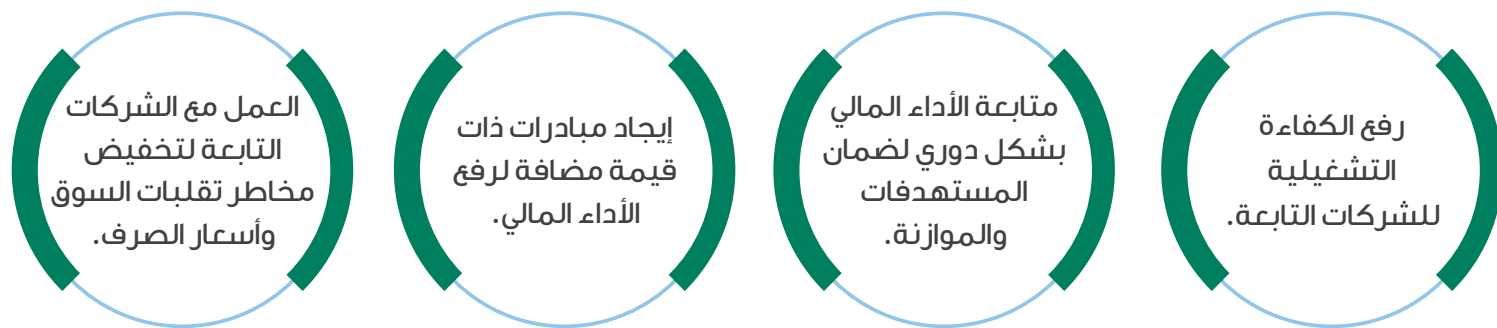 رفع الكفاءة
التشغيلية
للشركات التابعة.
متابعة الأداء المالي
بشكل دوري لضمان
المستهدفات
والموازنة.
إيجاد مبادرات ذات
قيمة مضافة لرفع
الأداء المالي.
العمل مع الشركات
التابعة لتخفيض
مخاطر تقلبات السوق
وأسعار الصرف.